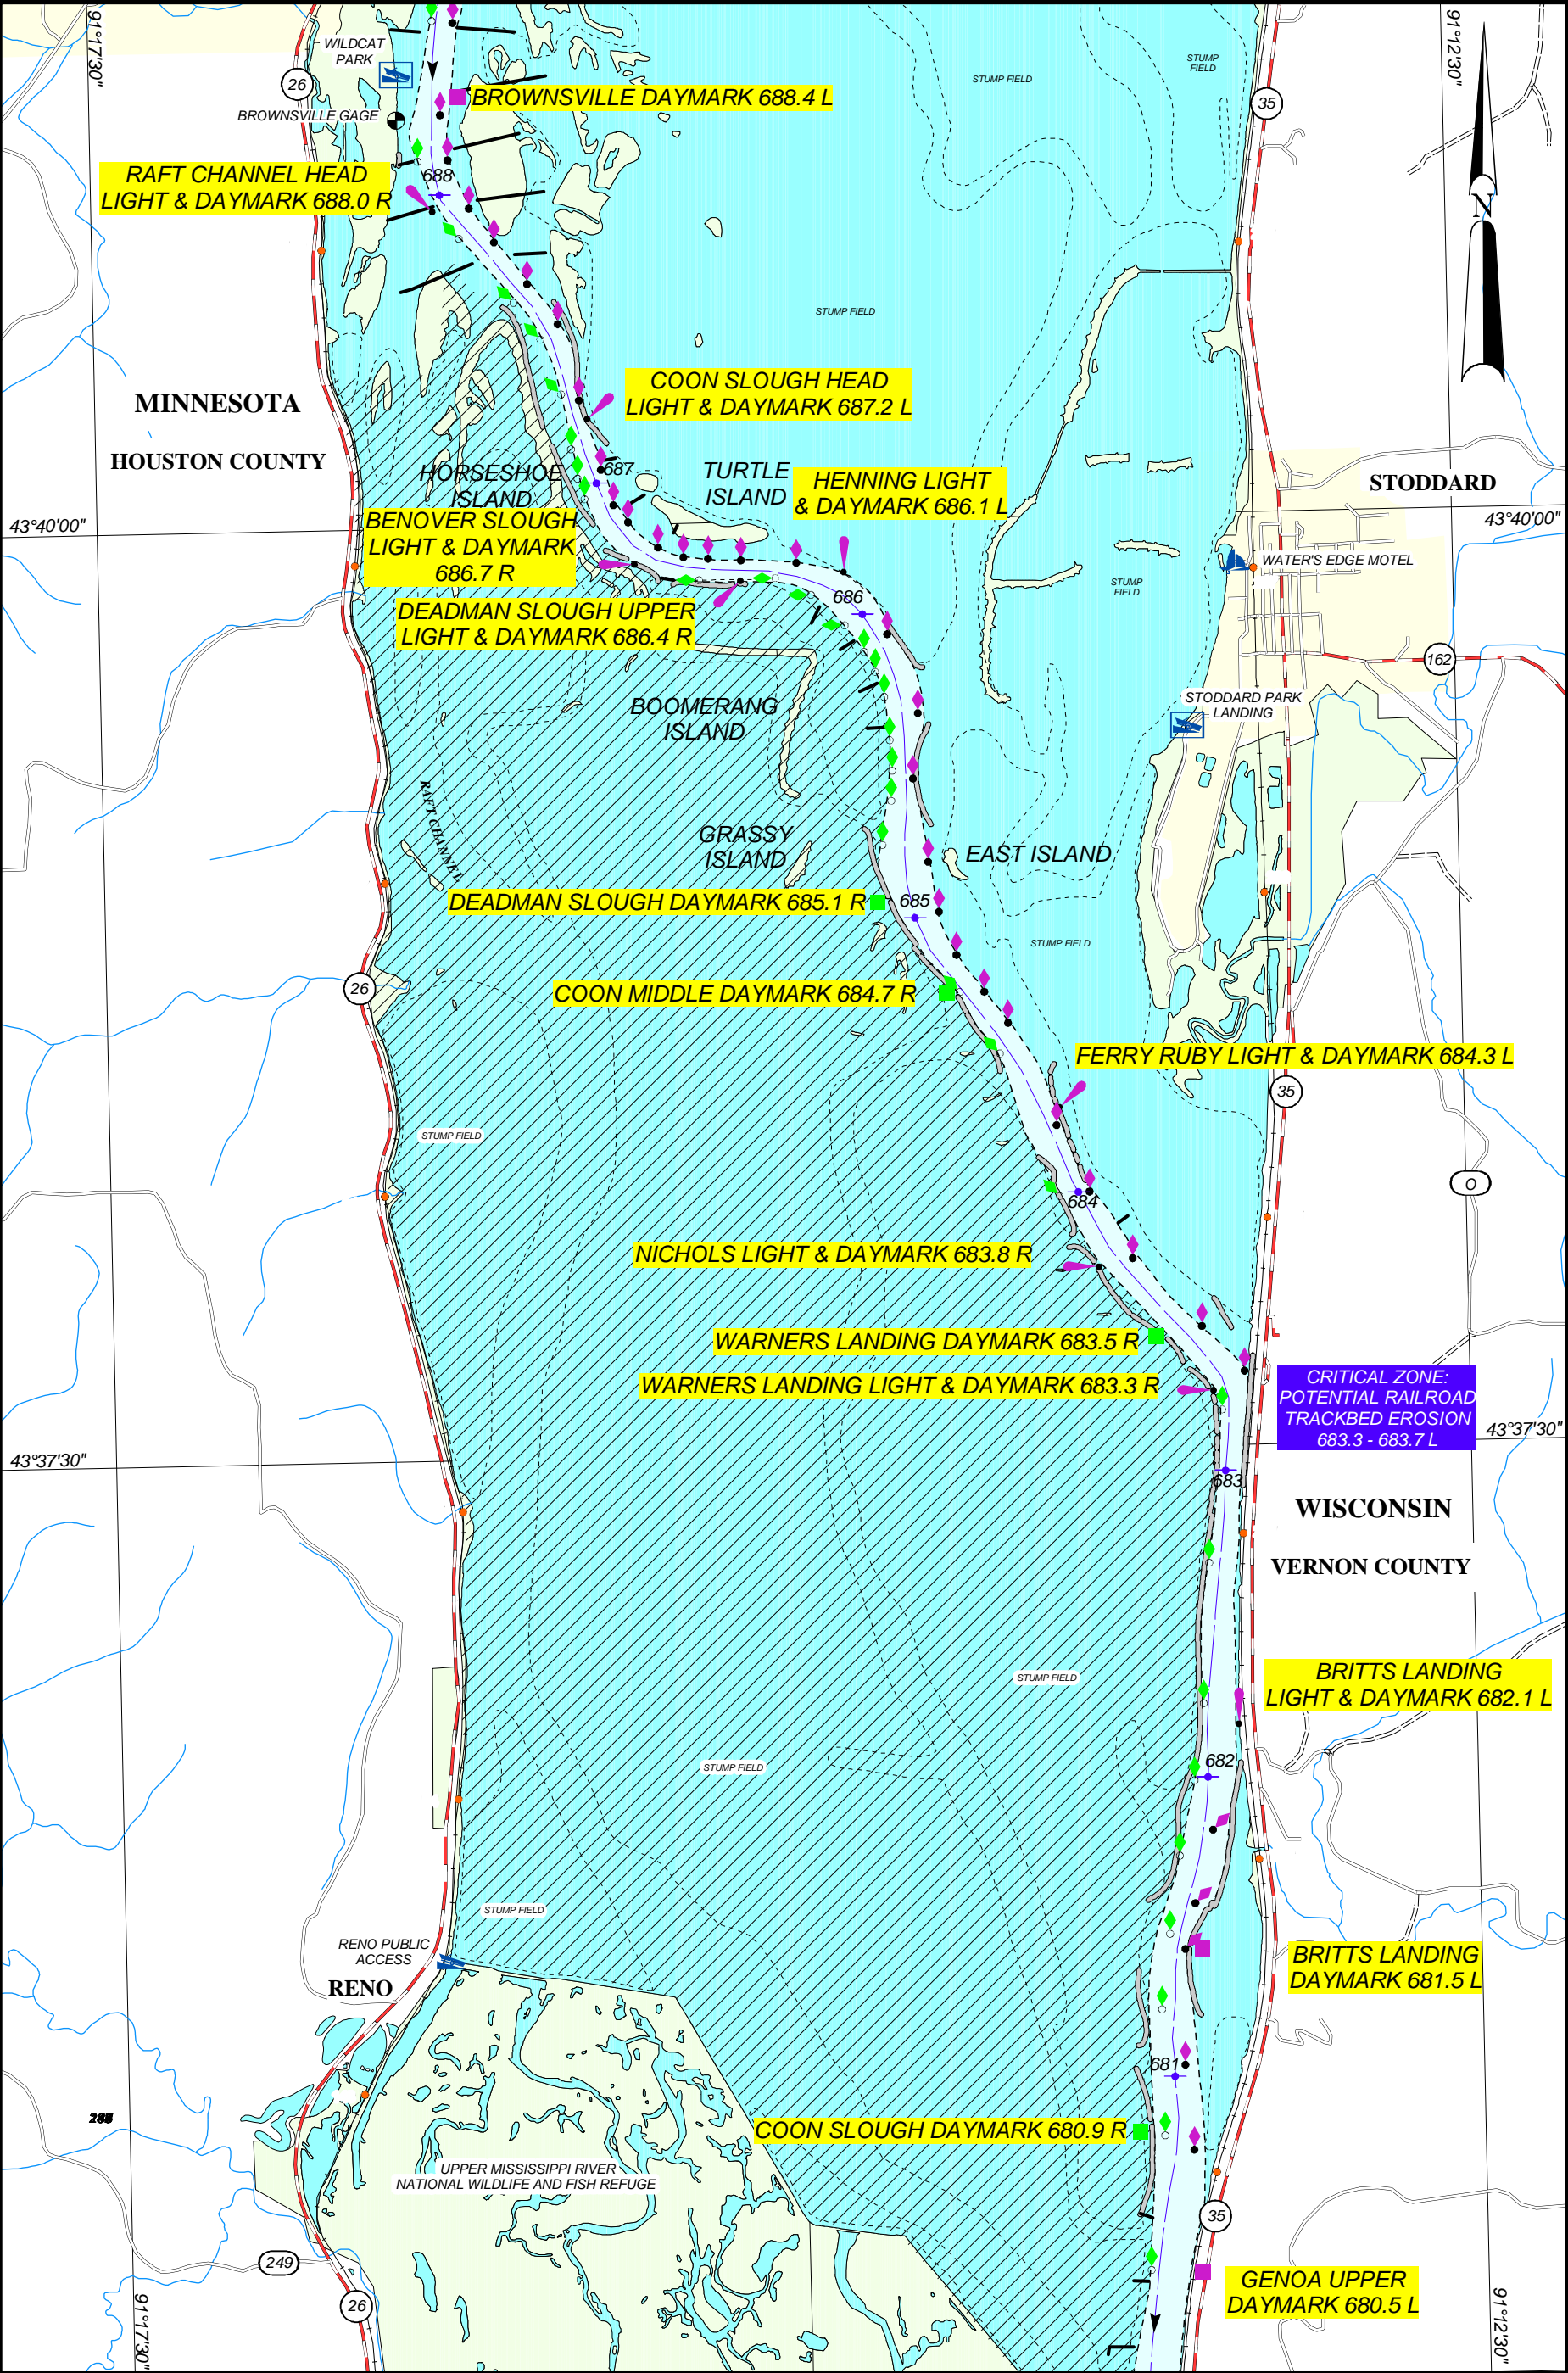 91°17'30"
91°12'30"
WILDCAT
PARK
STUMP FIELD
STUMP
FIELD
26
35
BROWNSVILLE DAYMARK 688.4 L
BROWNSVILLE GAGE
RAFT CHANNEL HEAD
LIGHT & DAYMARK 688.0 R
688
N
STUMP FIELD
COON SLOUGH HEAD
LIGHT & DAYMARK 687.2 L
MINNESOTA
HOUSTON COUNTY
HORSESHOE
ISLAND
687
TURTLE
ISLAND
HENNING LIGHT
& DAYMARK 686.1 L
STODDARD
43°40'00"
43°40'00"
BENOVER SLOUGH
LIGHT & DAYMARK
686.7 R
WATER'S EDGE MOTEL
STUMP
FIELD
DEADMAN SLOUGH UPPER
LIGHT & DAYMARK 686.4 R
686
162
BOOMERANG
ISLAND
STODDARD PARK
LANDING
RAFT CHANNEL
GRASSY
ISLAND
EAST ISLAND
DEADMAN SLOUGH DAYMARK 685.1 R
685
STUMP FIELD
26
COON MIDDLE DAYMARK 684.7 R
FERRY RUBY LIGHT & DAYMARK 684.3 L
35
STUMP FIELD
O
684
NICHOLS LIGHT & DAYMARK 683.8 R
WARNERS LANDING DAYMARK 683.5 R
WARNERS LANDING LIGHT & DAYMARK 683.3 R
CRITICAL ZONE:
POTENTIAL RAILROAD
TRACKBED EROSION
683.3 - 683.7 L
43°37'30"
43°37'30"
683
WISCONSIN
VERNON COUNTY
STUMP FIELD
BRITTS LANDING
LIGHT & DAYMARK 682.1 L
STUMP FIELD
682
STUMP FIELD
RENO PUBLIC
ACCESS
RENO
BRITTS LANDING
DAYMARK 681.5 L
681
COON SLOUGH DAYMARK 680.9 R
UPPER MISSISSIPPI RIVER
NATIONAL WILDLIFE AND FISH REFUGE
35
249
26
GENOA UPPER
DAYMARK 680.5 L
91°17'30"
91°12'30"